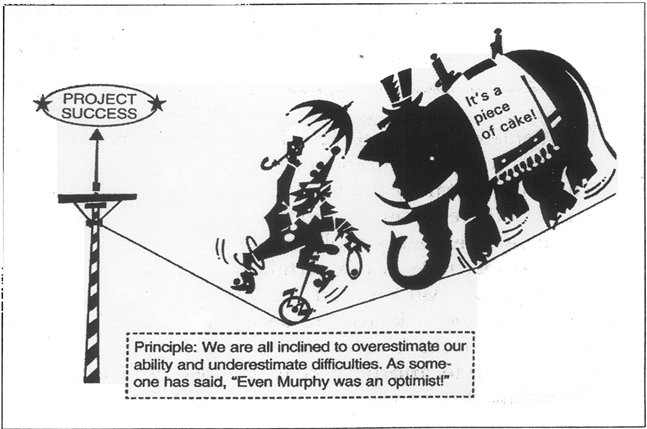 PROJECT
SUCCESS
It's a
piece
of cake!
Principle: We are all inclined to overestimate our
ability and underestimate difficulties. As some-
one has said, "Even Murphy was an optimist!"